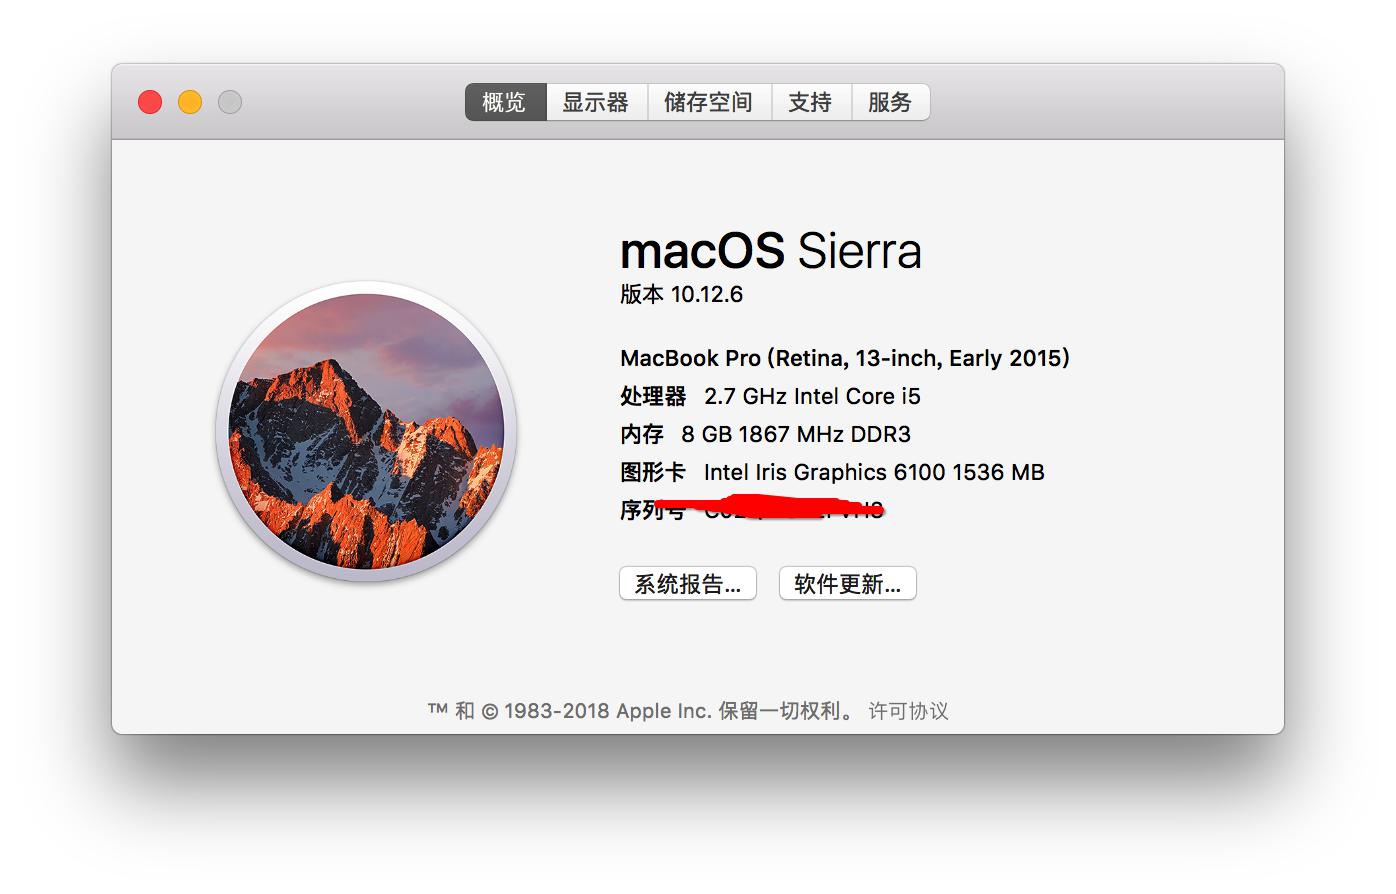 概览 显示器 储存空间 支持 服务
macOS Sierra
版本 10.12.6
MacBook Pro (Retina, 13-inch, Early 2015)
处理器 2.7 GHz Intel Core i5
内存 8 GB 1867 MHz DDR3
图形卡 Intel Iris Graphics 6100 1536 MB
序列号
系统报告... 软件更新...
™ 和 © 1983-2018 Apple Inc. 保留一切权利。 许可协议